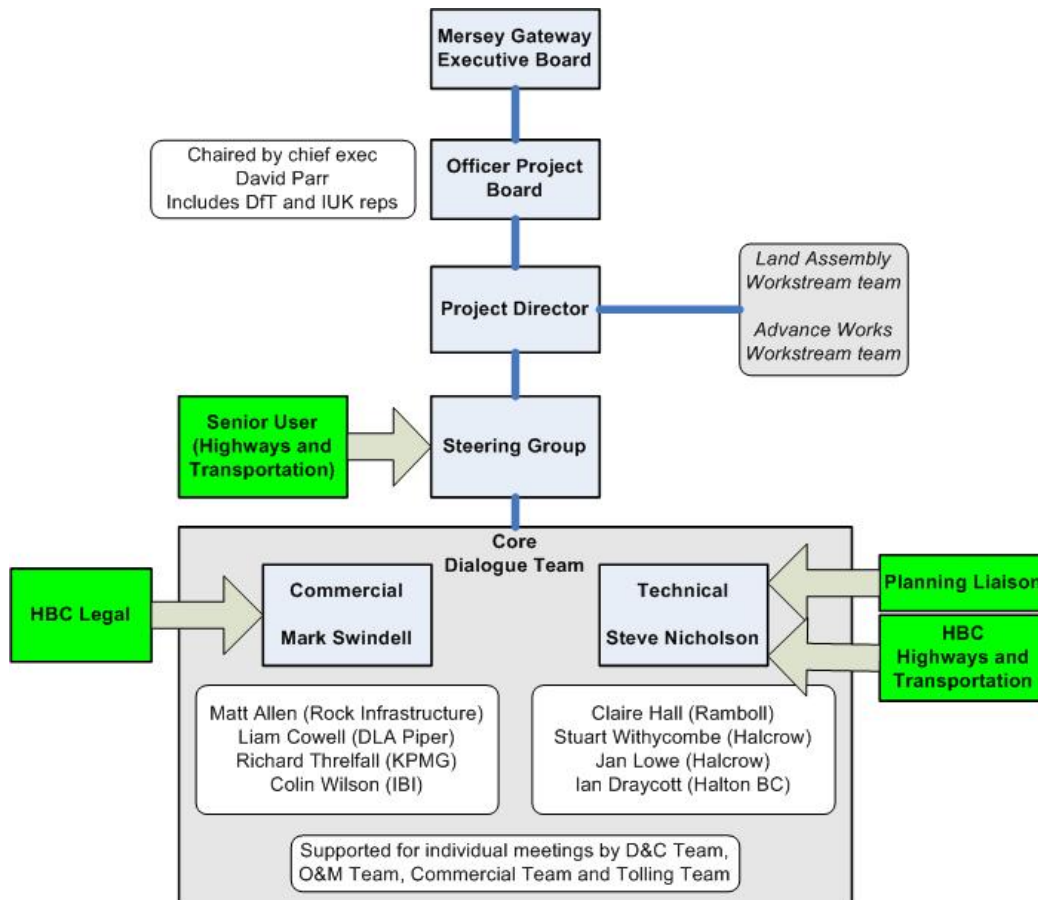 Mersey Gateway
Executive Board
Chaired by chief exec
David Parr
Includes DfT and IUK reps
Officer Project
Board
Project Director
Land Assembly
Workstream team
Advance Works
Workstream team
Senior User
(Highways and
Transportation)
Steering Group
Core
Dialogue Team
HBC Legal
Commercial
Mark Swindell
Technical
Steve Nicholson
Planning Liaison
HBC
Highways and
Transportation
Matt Allen (Rock Infrastructure)
Liam Cowell (DLA Piper)
Richard Threlfall (KPMG)
Colin Wilson (IBI)
Claire Hall (Ramboll)
Stuart Withycombe (Halcrow)
Jan Lowe (Halcrow)
Ian Draycott (Halton BC)
Supported for individual meetings by D&C Team,
O&M Team, Commercial Team and Tolling Team